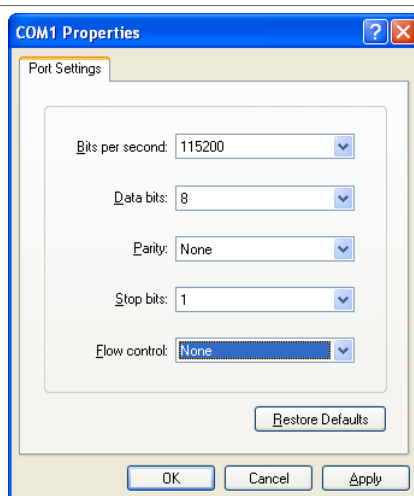 COM1 Properties
Port Settings
Bits per second: 115200
Data bits: 8
Parity: None
Stop bits: 1
Flow control: None
Restore Defaults
OK Cancel Apply